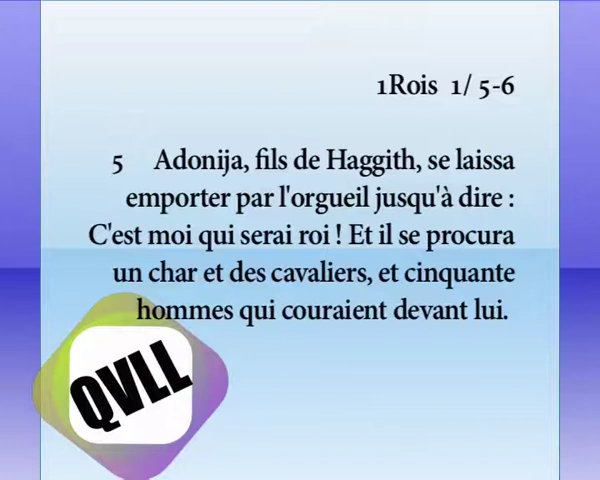 1Rois 1/ 5-6
5 Adonija, fils de Haggith, se laissa
emporter par l'orgueil jusqu'à dire :
C'est moi qui serai roi ! Et il se procura
un char et des cavaliers, et cinquante
hommes qui couraient devant lui.
QVLL